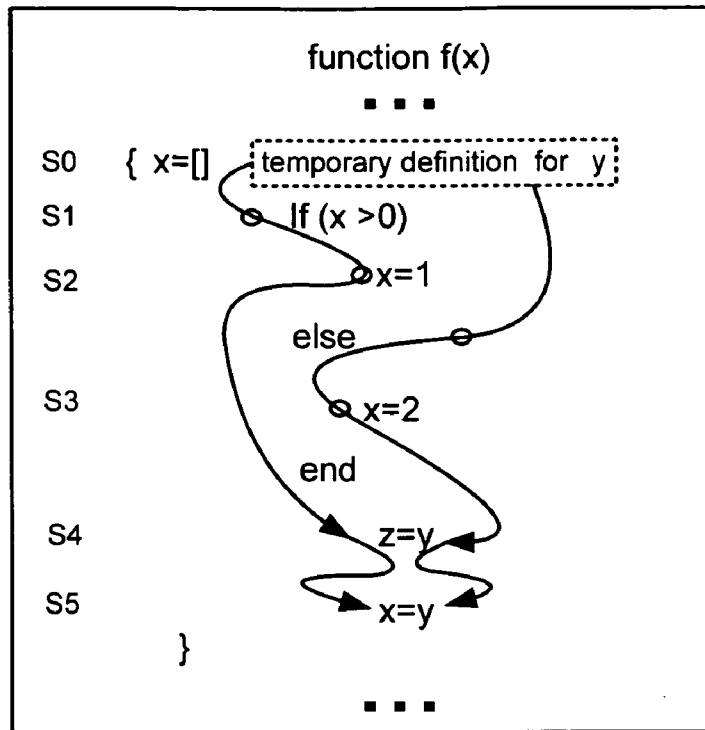 function f(x)
...
S0 { x=[] temporary definition for y
S1 If (x >0)
S2 x=1
else
S3 x=2
end
S4 z=y
S5 x=y
}
...